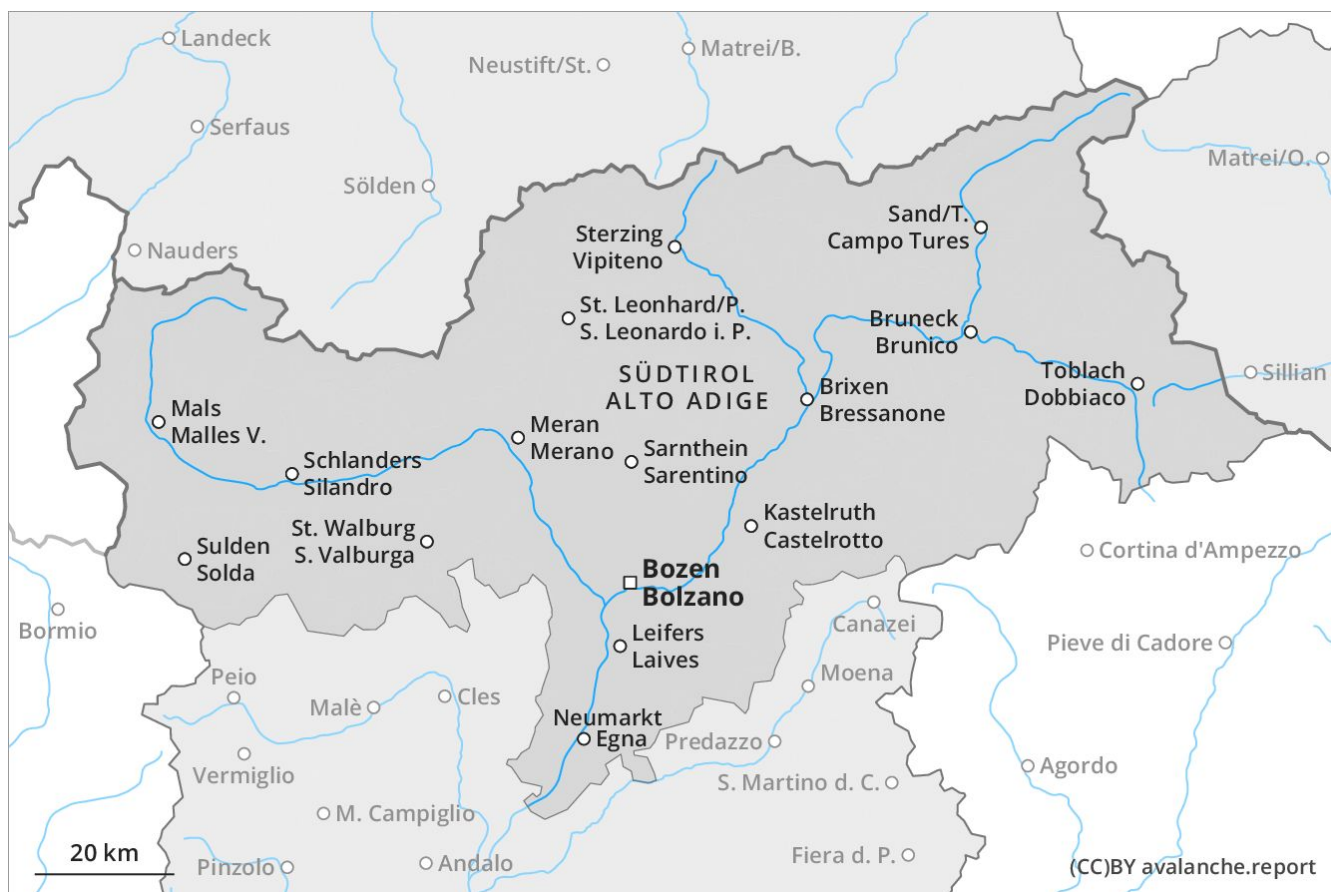 Landeck
Matrei/B.
Neustift/St.
Serfaus
Matrei/O.
Sölden
Sand/T.
Campo Tures
Sterzing
Vipiteno
Nauders
St. Leonhard/P.
S. Leonardo i. P.
Bruneck
Brunico
SÜDTIROL
ALTO ADIGE
Toblach
Dobbiaco
Sillian
Brixen
Bressanone
Mals
Malles V.
Meran
Merano
Sarnthein
Sarentino
Schlanders
Silandro
Kastelruth
Castelrotto
St. Walburg
S. Valburga
Sulden
Solda
Cortina d'Ampezzo
Bozen
Bolzano
Bormio
Canazei
Leifers
Laives
Pieve di Cadore
Peio
Moena
Malè
Cles
Neumarkt
Egna
Predazzo
Vermiglio
Agordo
S. Martino d. C.
M. Campiglio
20 km
Pinzolo
Andalo
Fiera d. P.
(CC)BY avalanche.report